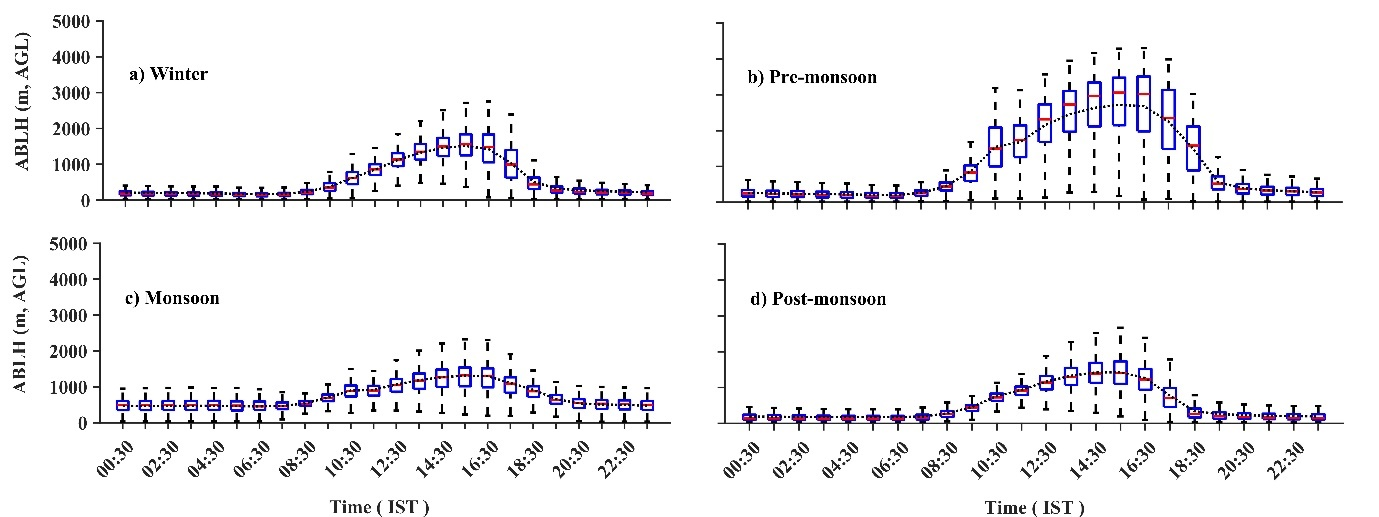 5000
4000
3000
2000
1000
0
ABLH (m, AGL)
a) Winter
b) Pre-monsoon
5000
4000
3000
2000
1000
0
ABLH (m, AGL)
c) Monsoon
d) Post-monsoon
00:30 02:30 04:30 06:30 08:30 10:30 12:30 14:30 16:30 18:30 20:30 22:30
00:30 02:30 04:30 06:30 08:30 10:30 12:30 14:30 16:30 18:30 20:30 22:30
Time ( IST )
Time ( IST )